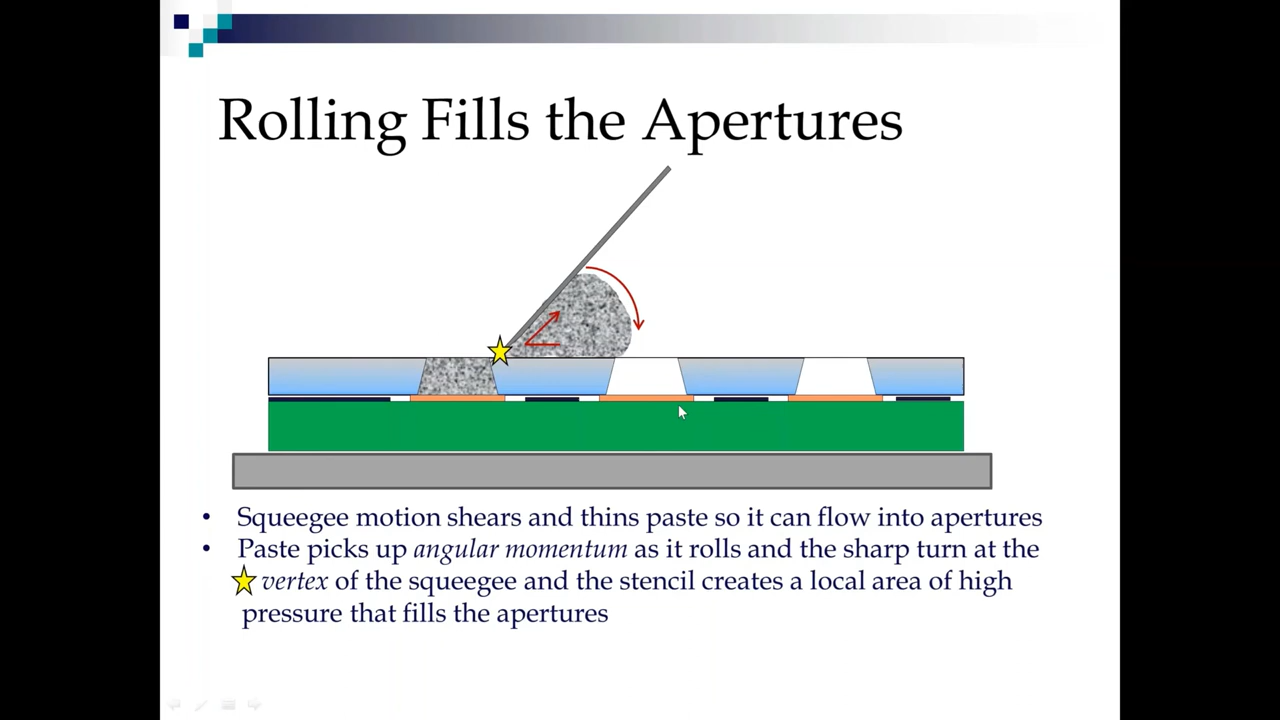 Rolling Fills the Apertures
• Squeegee motion shears and thins paste so it can flow into apertures
• Paste picks up angular momentum as it rolls and the sharp turn at the
vertex of the squeegee and the stencil creates a local area of high
pressure that fills the apertures